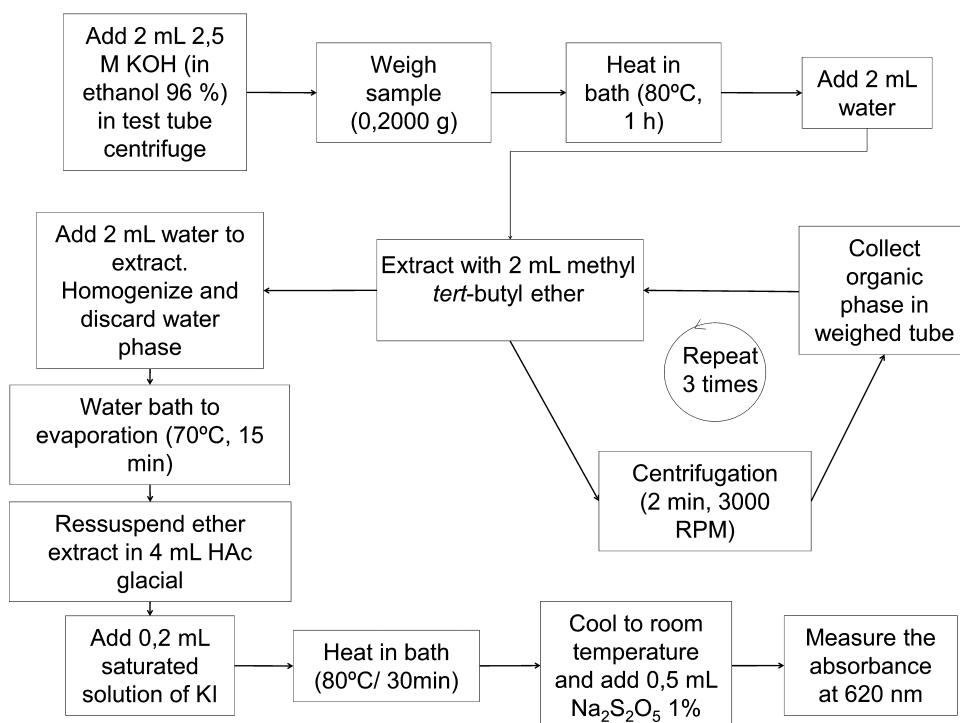 Add 2 mL 2,5
M KOH (in
ethanol 96 %)
in test tube
centrifuge
Weigh
sample
(0,2000 g)
Heat in
bath (80ºC,
1 h)
Add 2 mL
water
Extract with 2 mL methyl
tert-butyl ether
Centrifugation
(2 min, 3000
RPM)
Collect
organic
phase in
weighed tube
Repeat
3 times
Add 2 mL water to
extract.
Homogenize and
discard water
phase
Water bath to
evaporation (70ºC, 15
min)
Ressuspend ether
extract in 4 mL HAc
glacial
Add 0,2 mL
saturated
solution of KI
Heat in bath
(80ºC/ 30min)
Cool to room
temperature
and add 0,5 mL
Na₂S₂O₅ 1%
Measure the
absorbance
at 620 nm